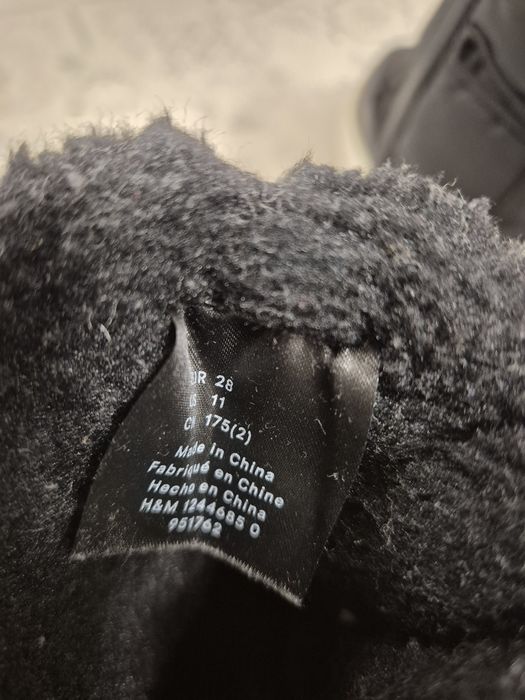 28
11
175(2)
Made in China
Fabriqué en Chine
Hecho en China
H&M 1244685 0
951762